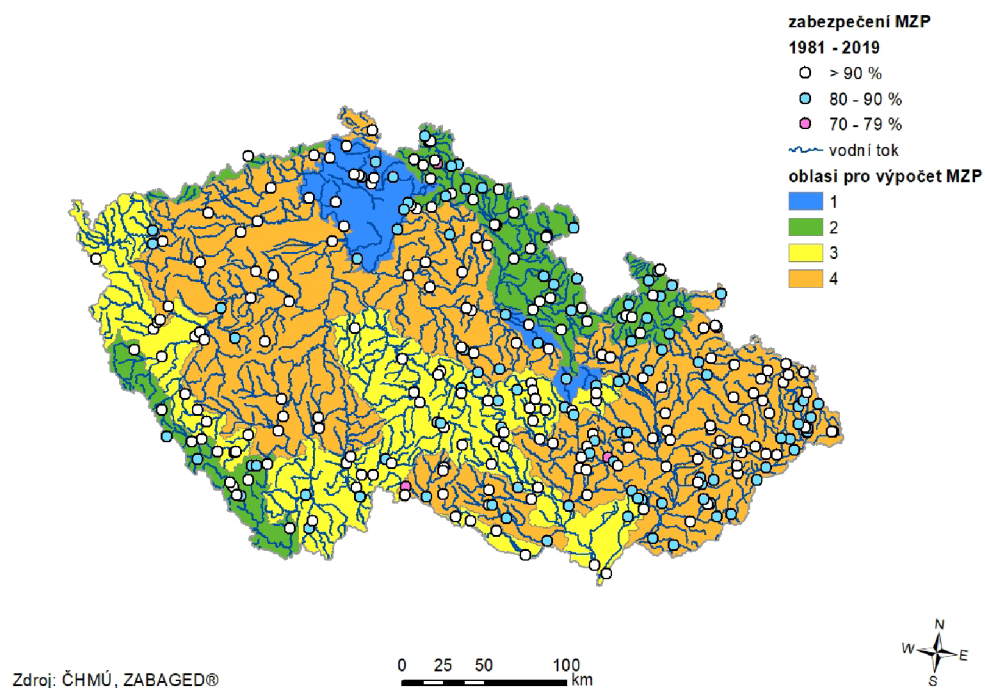 zabezpečení MZP
1981 - 2019
> 90 %
80 - 90 %
70 - 79 %
vodní tok
oblasi pro výpočet MZP
1
2
3
4
N
W E
S
0 25 50 100
km
Zdroj: ČHMÚ, ZABAGED®